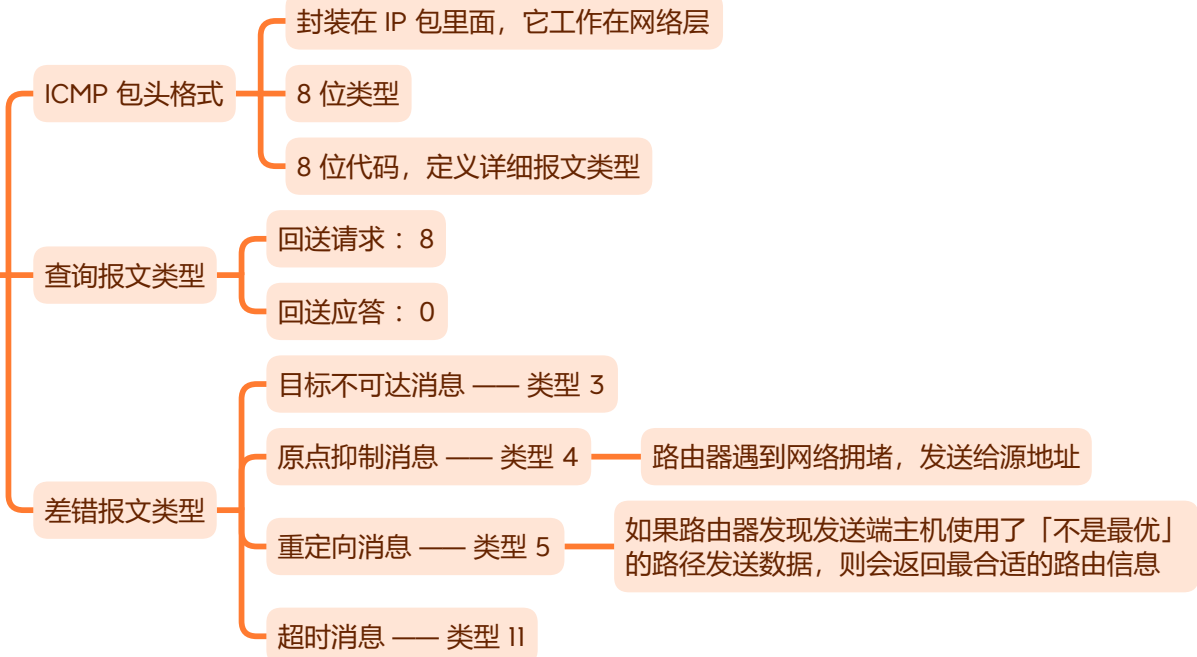 封装在 IP 包里面，它工作在网络层
ICMP 包头格式
8 位类型
8 位代码，定义详细报文类型
查询报文类型
回送请求 ：8
回送应答 ：0
差错报文类型
目标不可达消息 —— 类型 3
原点抑制消息 —— 类型 4
路由器遇到网络拥堵，发送给源地址
重定向消息 —— 类型 5
如果路由器发现发送端主机使用了「不是最优」
的路径发送数据，则会返回最合适的路由信息
超时消息 —— 类型 11